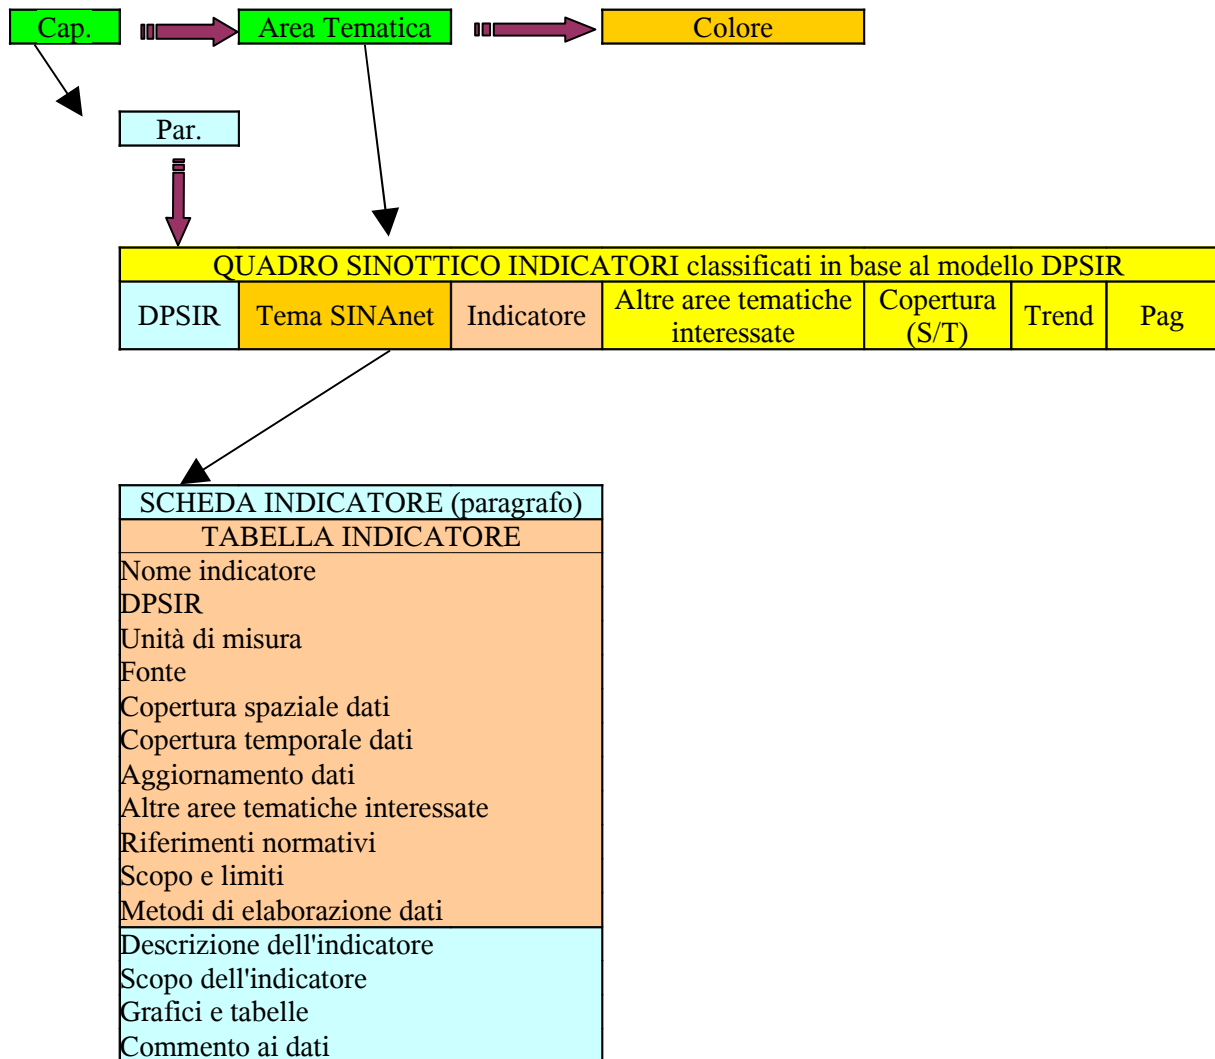 Cap.
Area Tematica
Colore
Par.
QUADRO SINOTTICO INDICATORI classificati in base al modello DPSIR
DPSIR
Tema SINAnet
Indicatore
Altre aree tematiche
interessate
Copertura
(S/T)
Trend
Pag
SCHEDA INDICATORE (paragrafo)
TABELLA INDICATORE
Nome indicatore
DPSIR
Unità di misura
Fonte
Copertura spaziale dati
Copertura temporale dati
Aggiornamento dati
Altre aree tematiche interessate
Riferimenti normativi
Scopo e limiti
Metodi di elaborazione dati
Descrizione dell'indicatore
Scopo dell'indicatore
Grafici e tabelle
Commento ai dati